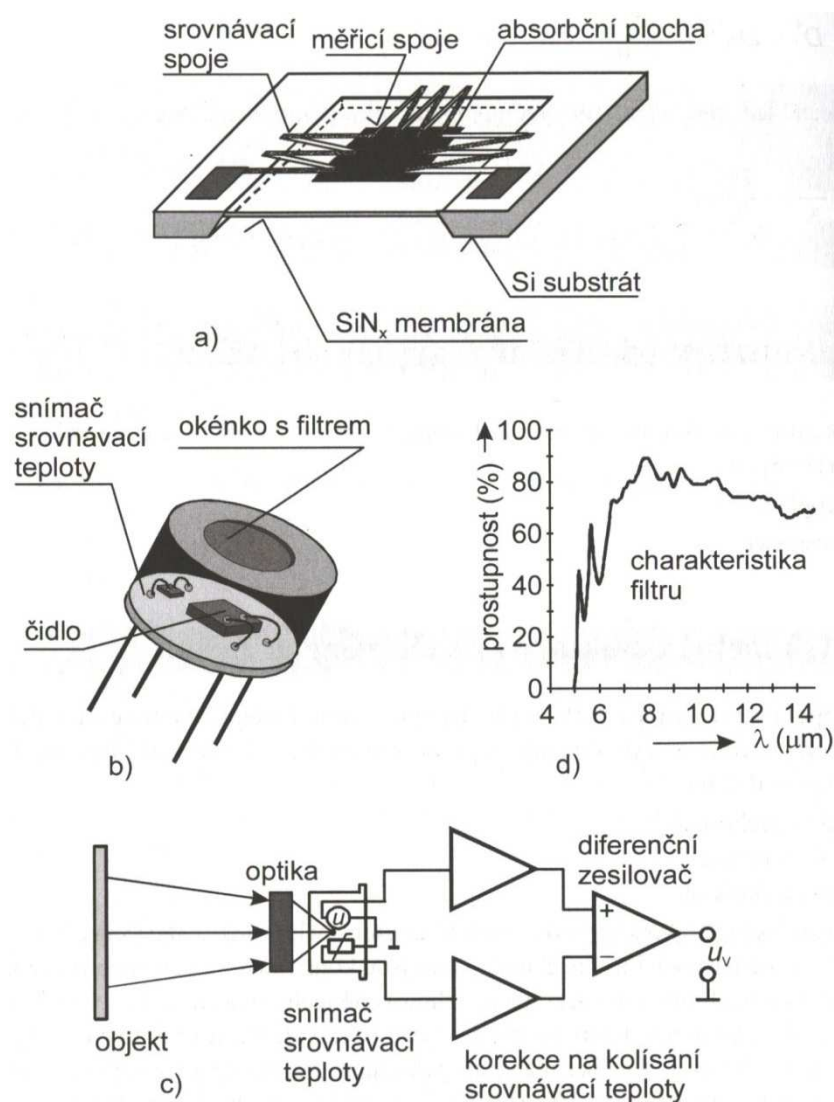 srovnávací
spoje
měřicí spoje
absorbční plocha
Si substrát
SiNx membrána
a)
snímač
srovnávací
teploty
okénko s filtrem
čidlo
b)
prostupnost (%)
100
80
60
40
20
0
4 6 8 10 12 14
λ (μm)
charakteristika
filtru
d)
objekt
optika
u
snímač
srovnávací
teploty
diferenční
zesilovač
+
−
uv
korekce na kolísání
srovnávací teploty
c)